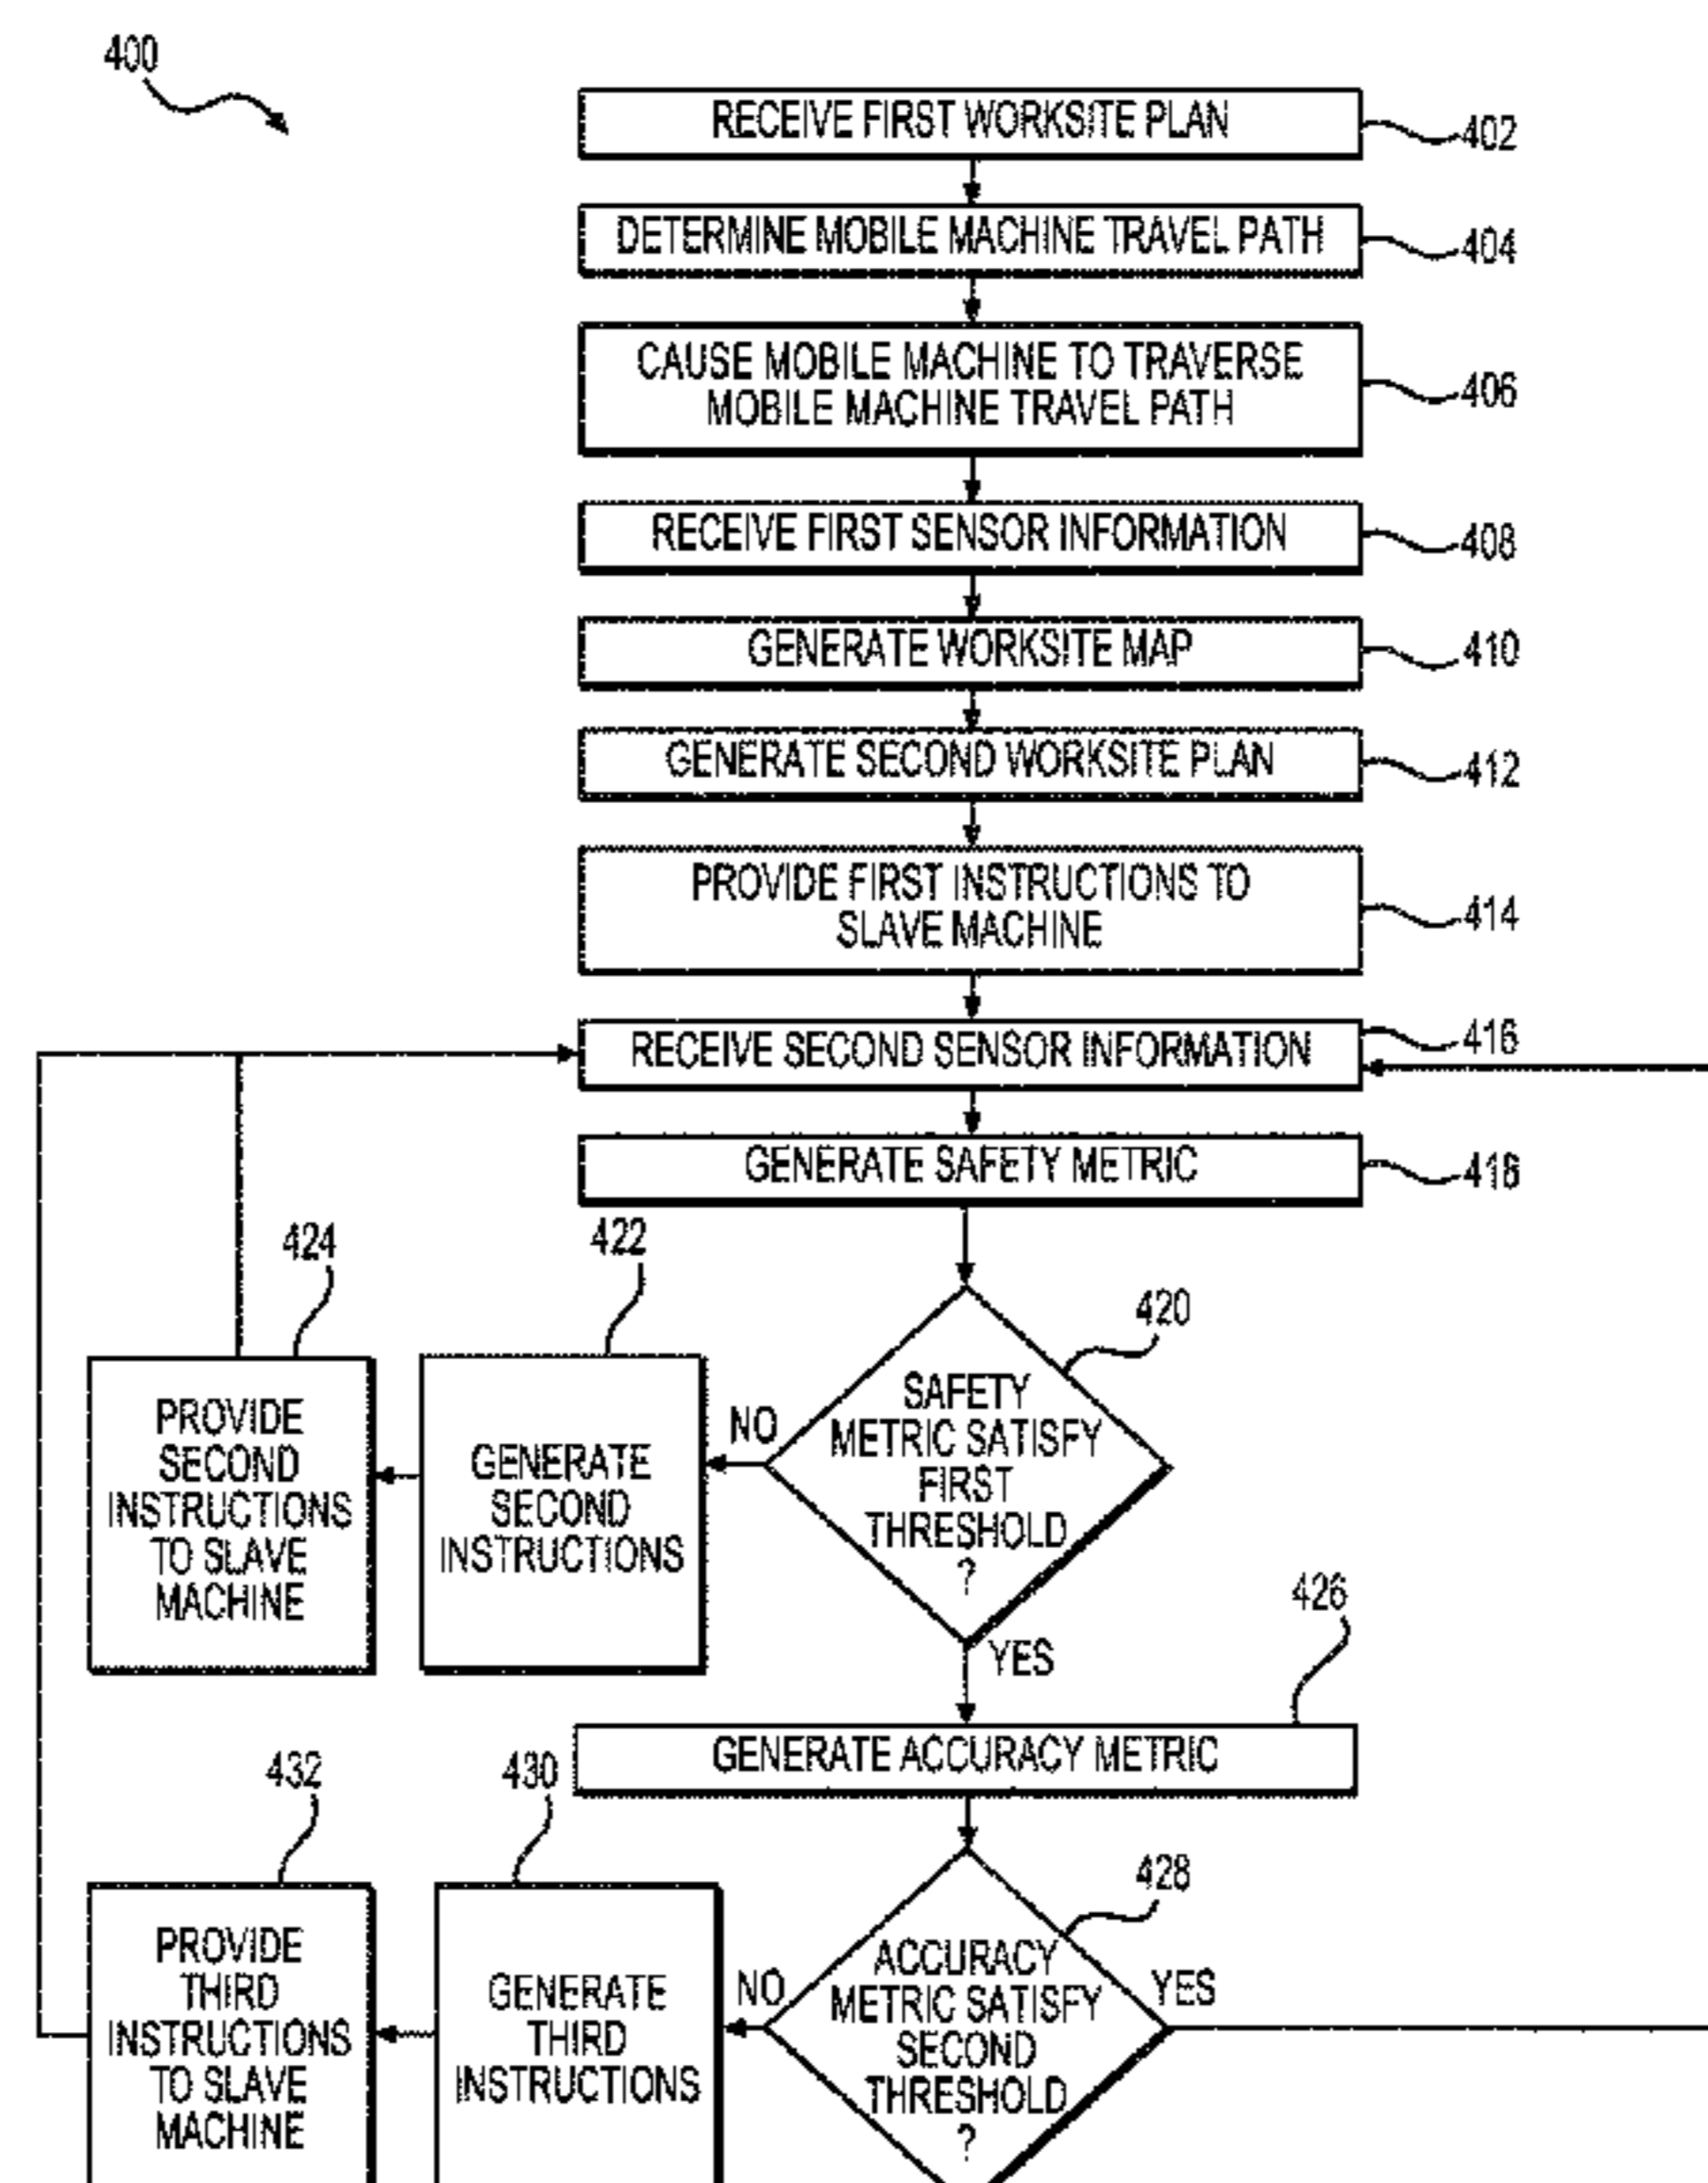 400
RECEIVE FIRST WORKSITE PLAN
402
DETERMINE MOBILE MACHINE TRAVEL PATH
404
CAUSE MOBILE MACHINE TO TRAVERSE
MOBILE MACHINE TRAVEL PATH
406
RECEIVE FIRST SENSOR INFORMATION
408
GENERATE WORKSITE MAP
410
GENERATE SECOND WORKSITE PLAN
412
PROVIDE FIRST INSTRUCTIONS TO
SLAVE MACHINE
414
RECEIVE SECOND SENSOR INFORMATION
416
GENERATE SAFETY METRIC
418
424
422
420
PROVIDE
SECOND
INSTRUCTIONS
TO SLAVE
MACHINE
GENERATE
SECOND
INSTRUCTIONS
NO
SAFETY
METRIC SATISFY
FIRST
THRESHOLD
?
YES
426
GENERATE ACCURACY METRIC
432
430
428
PROVIDE
THIRD
INSTRUCTIONS
TO SLAVE
MACHINE
GENERATE
THIRD
INSTRUCTIONS
NO
ACCURACY
METRIC SATISFY
SECOND
THRESHOLD
?
YES